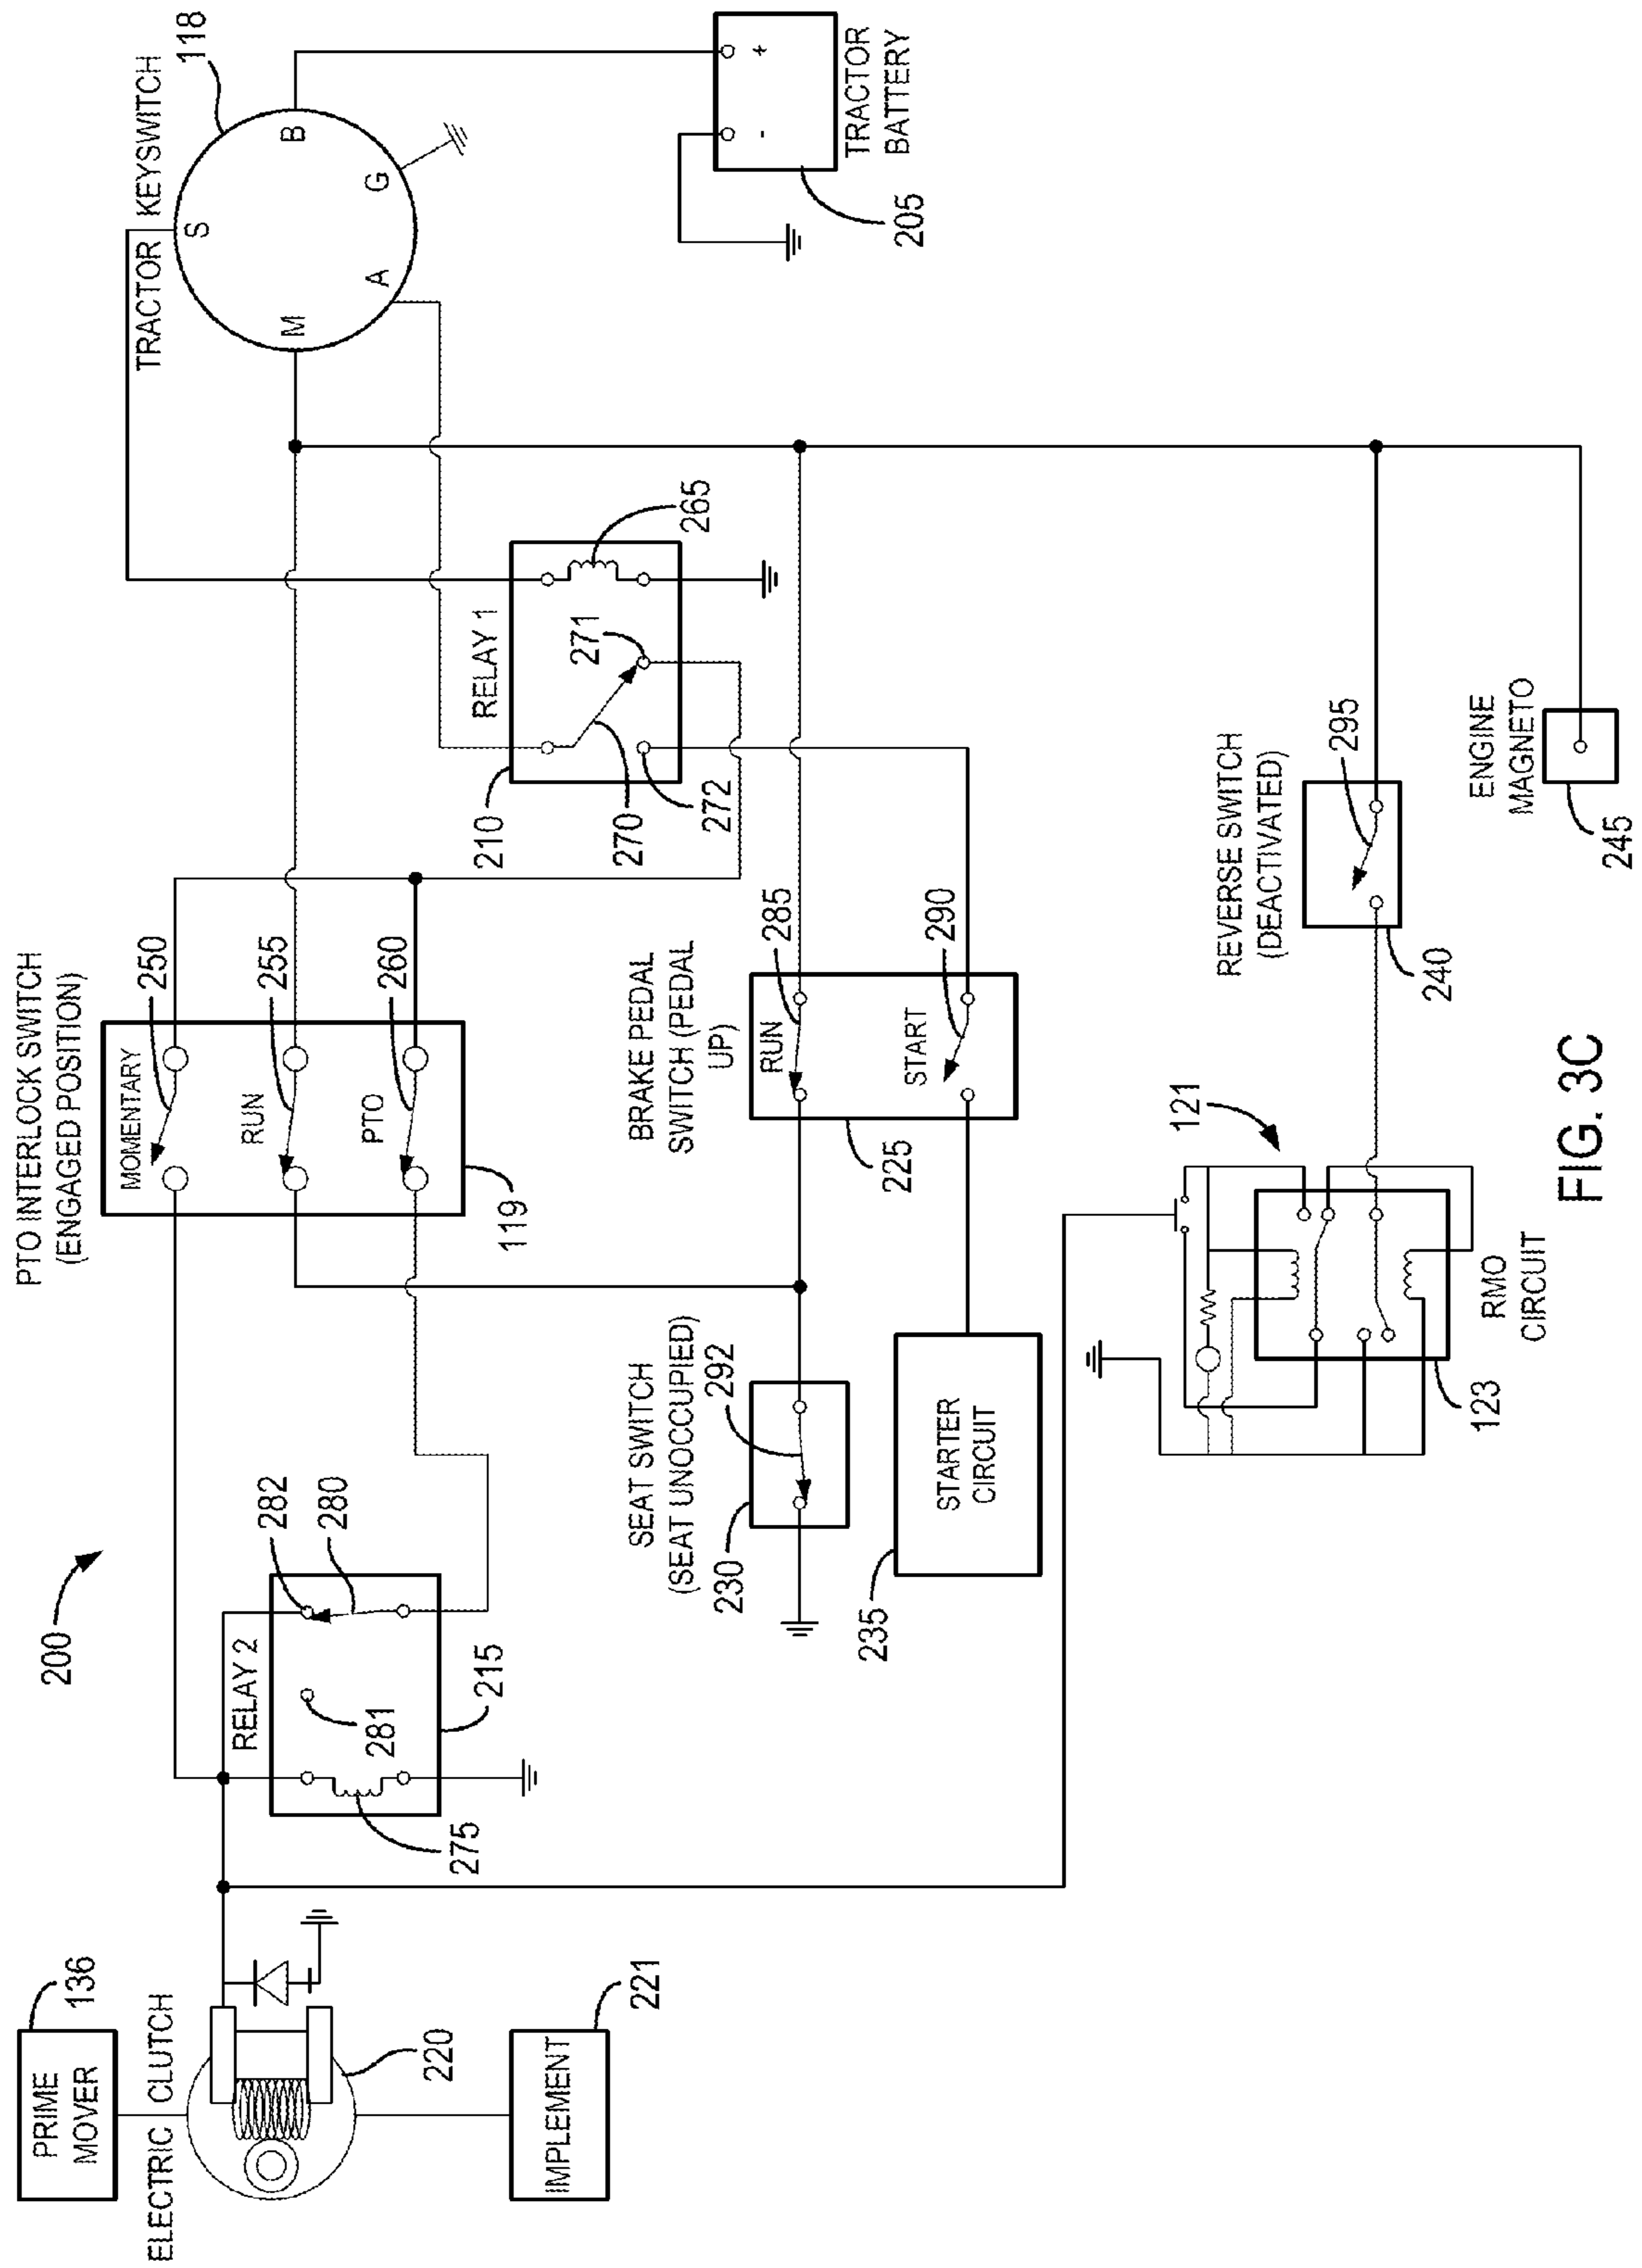 200
PRIME
MOVER
136
ELECTRIC CLUTCH
220
IMPLEMENT
221
RELAY 2
282
280
281
215
275
PTO INTERLOCK SWITCH
(ENGAGED POSITION)
MOMENTARY
250
RUN
255
PTO
260
119
TRACTOR KEYSWITCH
118
S
B
M
A
G
RELAY 1
265
271
210
270
272
+
-
TRACTOR
BATTERY
205
SEAT SWITCH
(SEAT UNOCCUPIED)
292
230
BRAKE PEDAL
SWITCH (PEDAL
UP)
RUN
285
START
290
225
STARTER
CIRCUIT
235
121
RMO
CIRCUIT
123
REVERSE SWITCH
(DEACTIVATED)
295
240
ENGINE
MAGNETO
245
FIG. 3C